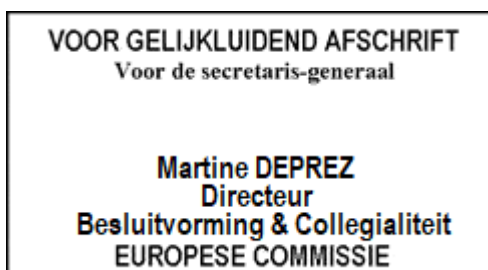 VOOR GELIJKLUIDEND AFSCHRIFT
Voor de secretaris-generaal
Martine DEPREZ
Directeur
Besluitvorming & Collegialiteit
EUROPESE COMMISSIE